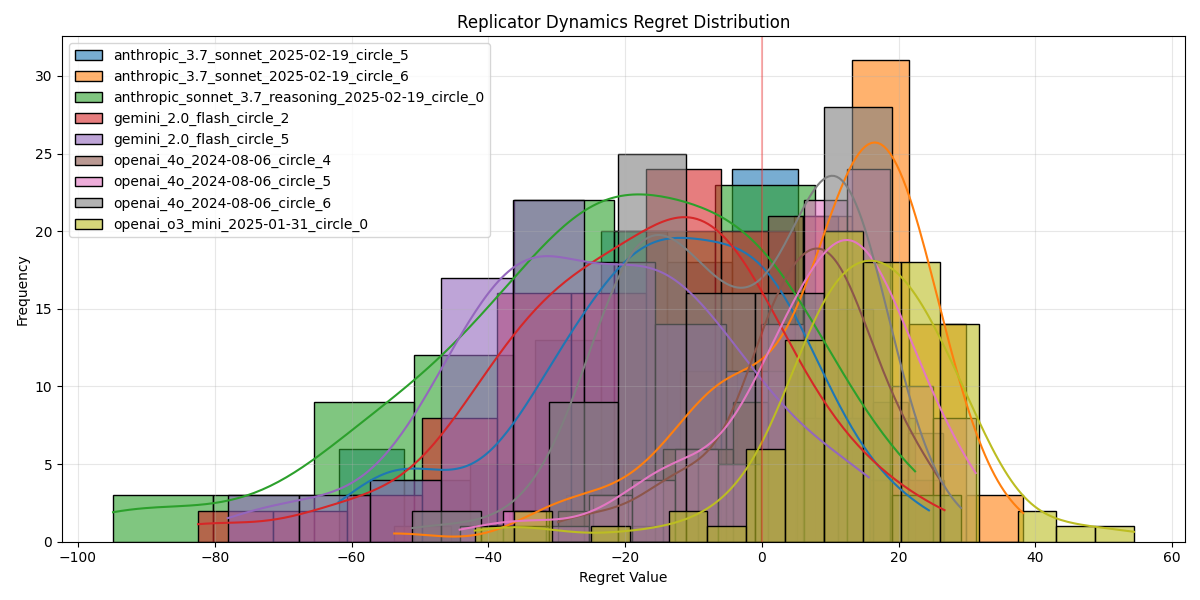 Replicator Dynamics Regret Distribution
anthropic_3.7_sonnet_2025-02-19_circle_5
anthropic_3.7_sonnet_2025-02-19_circle_6
anthropic_sonnet_3.7_reasoning_2025-02-19_circle_0
gemini_2.0_flash_circle_2
gemini_2.0_flash_circle_5
openai_4o_2024-08-06_circle_4
openai_4o_2024-08-06_circle_5
openai_4o_2024-08-06_circle_6
openai_o3_mini_2025-01-31_circle_0
Frequency
30
25
20
15
10
5
0
−100 −80 −60 −40 −20 0 20 40 60
Regret Value